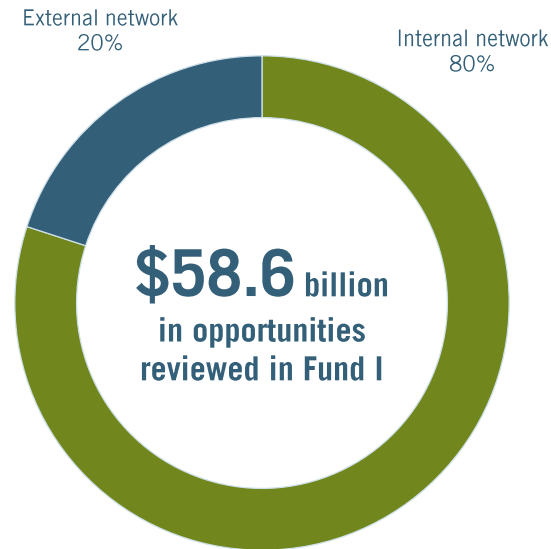 External network
20%
Internal network
80%
$58.6 billion
in opportunities
reviewed in Fund I